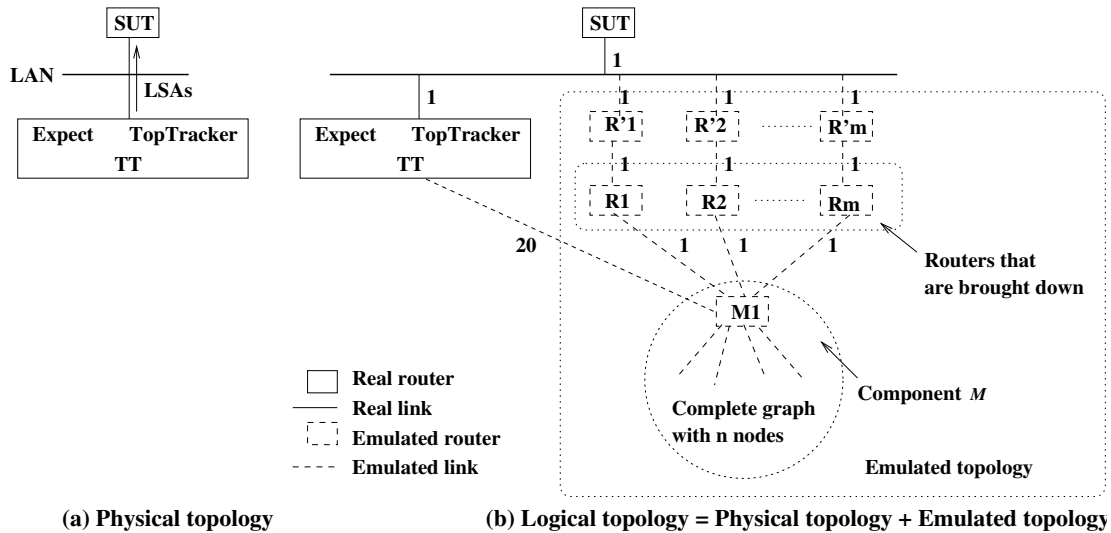 SUT
LAN
LSAs
Expect TopTracker
TT
(a) Physical topology
SUT
1
1
1
1
1
R'1
R'2
R'm
Expect TopTracker
TT
1
1
1
R1
R2
Rm
20
1
1
1
Routers that
are brought down
M1
Component M
Complete graph
with n nodes
Emulated topology
Real router
Real link
Emulated router
Emulated link
(b) Logical topology = Physical topology + Emulated topology